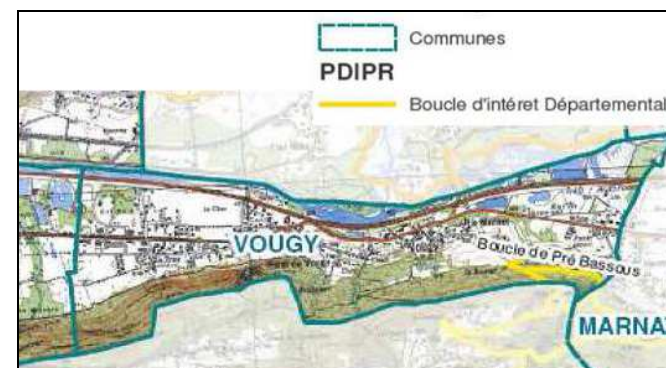 Communes
PDIPR
Boucle d'intéret Départemental
VOUGY
Boucle de Pré Bassous
MARNA